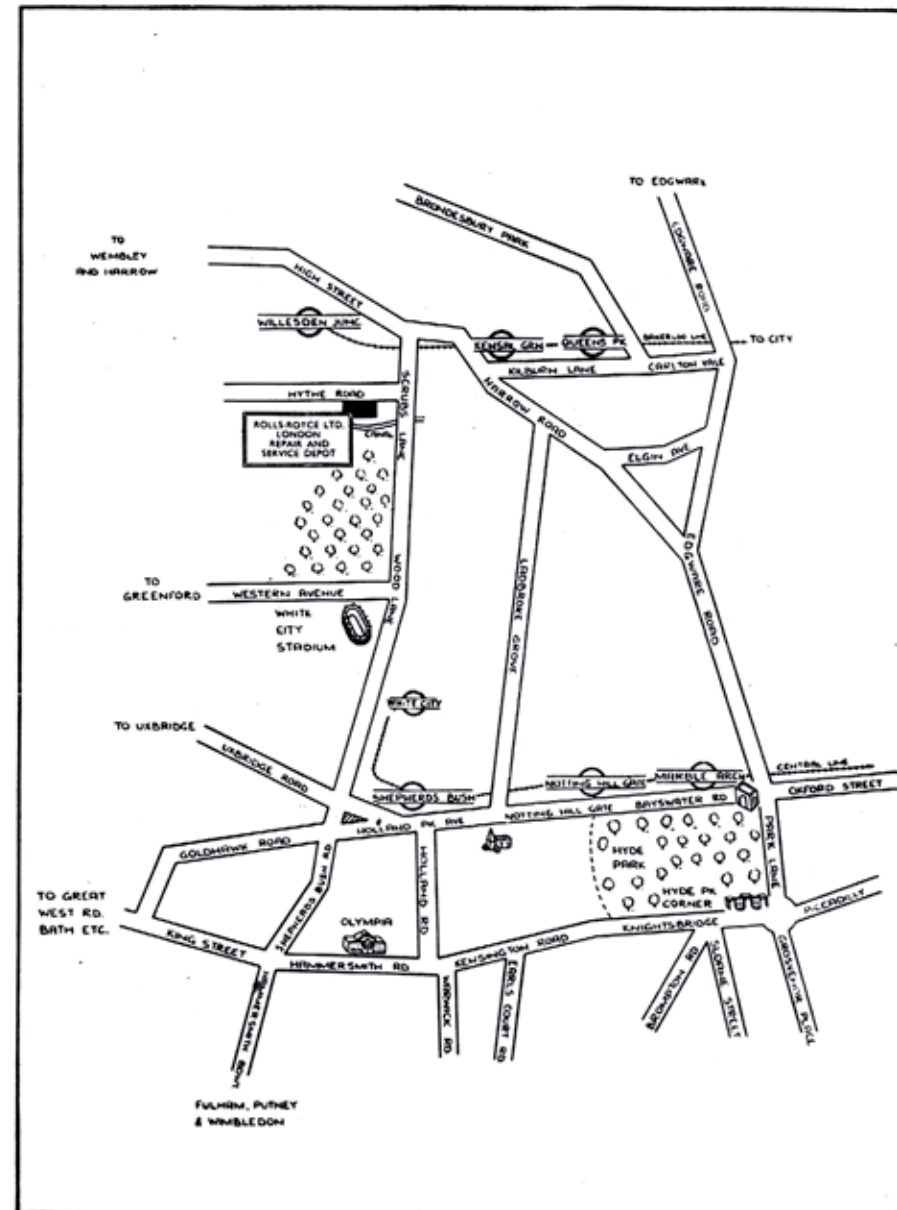 TO EDGWARE
BRONDESBURY PARK
EDGWARE ROAD
TO
WEMBLEY
AND HARROW
HIGH STREET
WILLESDEN JUNC
KENSIL GRN
QUEENS PK
BAKERLOO LINE
TO CITY
KILBURN LANE
CARLTON VALE
SCRUBS LANE
HYTHE ROAD
HARROW ROAD
ROLLS-ROYCE LTD.
LONDON
REPAIR AND
SERVICE DEPOT
CANAL
ELGIN AVE
EDGWARE ROAD
LADBROKE GROVE
WOOD LANE
TO
GREENFORD
WESTERN AVENUE
WHITE
CITY
STADIUM
WHITE CITY
TO UXBRIDGE
UXBRIDGE ROAD
SHEPHERDS BUSH
NOTTING HILL GATE
MARBLE ARCH
CENTRAL LINE
OXFORD STREET
NOTTING HILL GATE
BAYSWATER RD
HOLLAND PK AVE
GOLDHAWK ROAD
SHEPHERDS BUSH RD
HOLLAND RD
HYDE
PARK
PARK LANE
HYDE PK
CORNER
PICCADILLY
TO GREAT
WEST RD.
BATH ETC.
KING STREET
OLYMPIA
KNIGHTSBRIDGE
KENSINGTON ROAD
HAMMERSMITH RD
WARWICK RD
EARLS COURT RD
BROMPTON RD
SLOANE STREET
GROSVENOR PLACE
FULHAM, PUTNEY
& WIMBLEDON